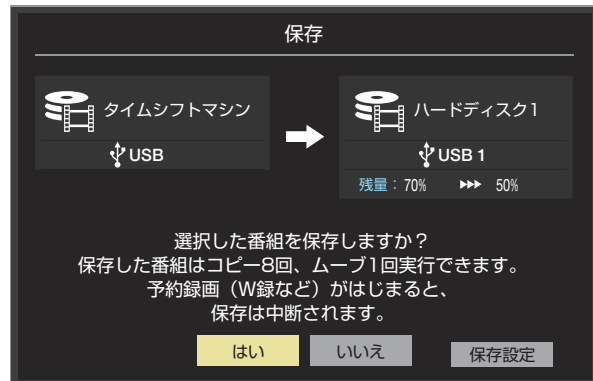 保存
タイムシフトマシン
USB
ハードディスク1
USB 1
残量：70% ▸▸▸ 50%
選択した番組を保存しますか？
保存した番組はコピー8回、ムーブ1回実行できます。
予約録画（W録など）がはじまると、
保存は中断されます。
はい
いいえ
保存設定